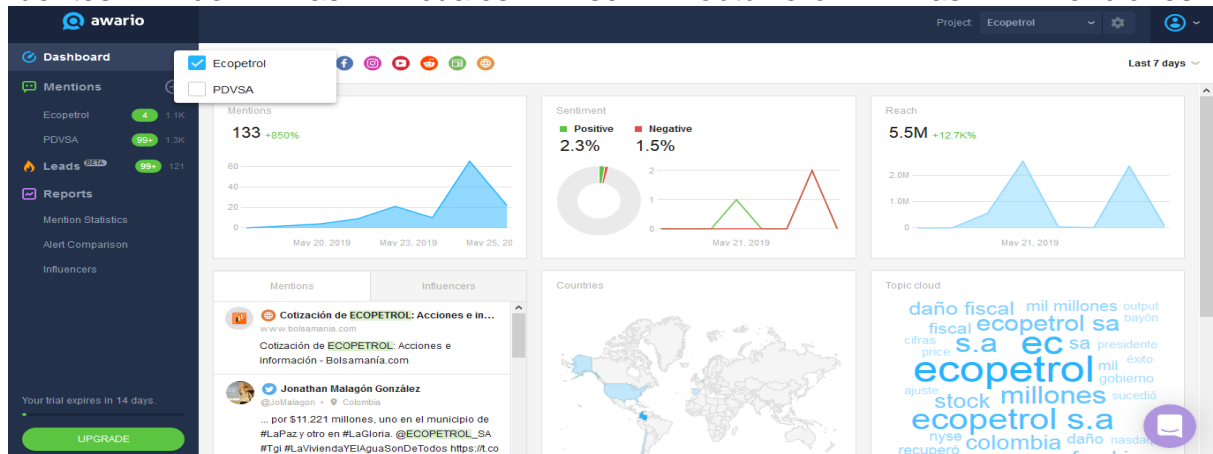 awario
Project: Ecopetrol
Dashboard
Ecopetrol
PDVSA
Last 7 days
Mentions
Ecopetrol 4 1.1K
PDVSA 99+ 1.3K
Leads BETA 99+ 121
Reports
Mention Statistics
Alert Comparison
Influencers
Your trial expires in 14 days.
UPGRADE
Mentions
133 +850%
60
40
20
0
May 20, 2019 May 23, 2019 May 25, 20
Sentiment
Positive Negative
2.3% 1.5%
2
1
0
May 21, 2019
Reach
5.5M +12.7K%
2.0M
1.0M
0
May 21, 2019
Mentions Influencers
Cotización de ECOPETROL: Acciones e in...
www.bolsamania.com
Cotización de ECOPETROL: Acciones e
información - Bolsamanía.com
Jonathan Malagón González
@JoMalagon • Colombia
... por $11.221 millones, uno en el municipio de
#LaPaz y otro en #LaGloria. @ECOPETROL_SA
#Tgi #LaViviendaYElAguaSonDeTodos https://t.co
Countries
Topic cloud
daño fiscal mil millones output
fiscal ecopetrol sa bayón
cifras price s.a ec sa presidente
ecopetrol mil éxito
gobierno
ajuste stock millones sucedió
ecopetrol s.a
nyse colombia daño nasdaq
recuperó